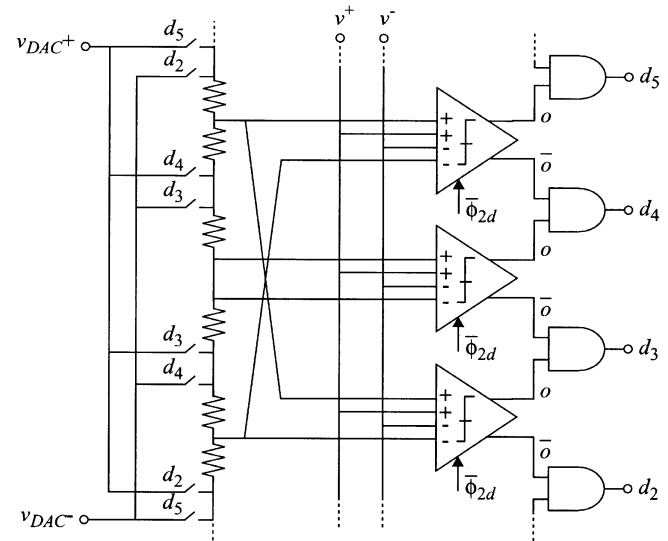 v⁺ v⁻
v_DAC⁺ d₅
d₂
d₅
+
+
-
-
o
o̅
ϕ̅₂d
d₄
d₃
d₄
+
+
-
-
o
o̅
ϕ̅₂d
d₃
d₄
d₃
+
+
-
-
o
o̅
ϕ̅₂d
d₂
d₅
d₂
v_DAC⁻